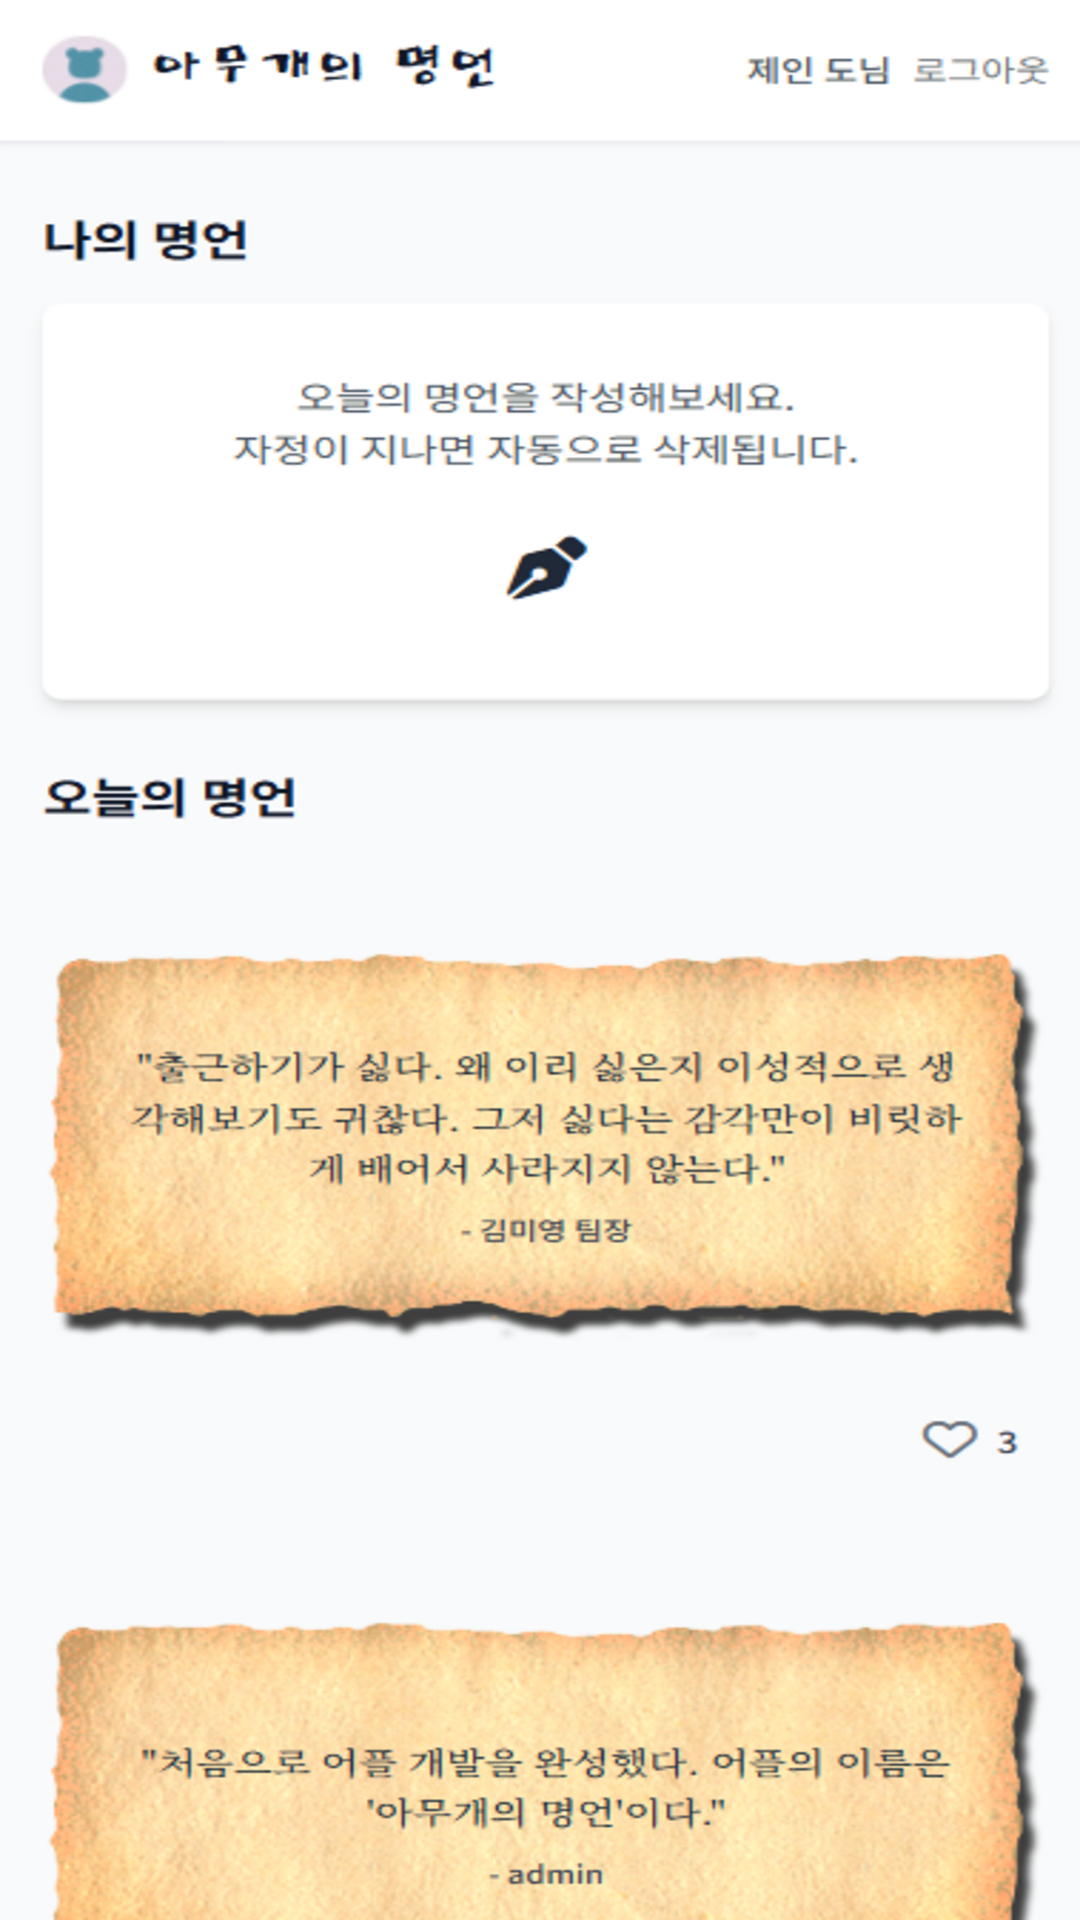 아무개의 명언
제인 도님 로그아웃
나의 명언
오늘의 명언을 작성해보세요.
자정이 지나면 자동으로 삭제됩니다.
오늘의 명언
"출근하기가 싫다. 왜 이리 싫은지 이성적으로 생
각해보기도 귀찮다. 그저 싫다는 감각만이 비릿하
게 배어서 사라지지 않는다."
- 김미영 팀장
3
"처음으로 어플 개발을 완성했다. 어플의 이름은
'아무개의 명언'이다."
- admin